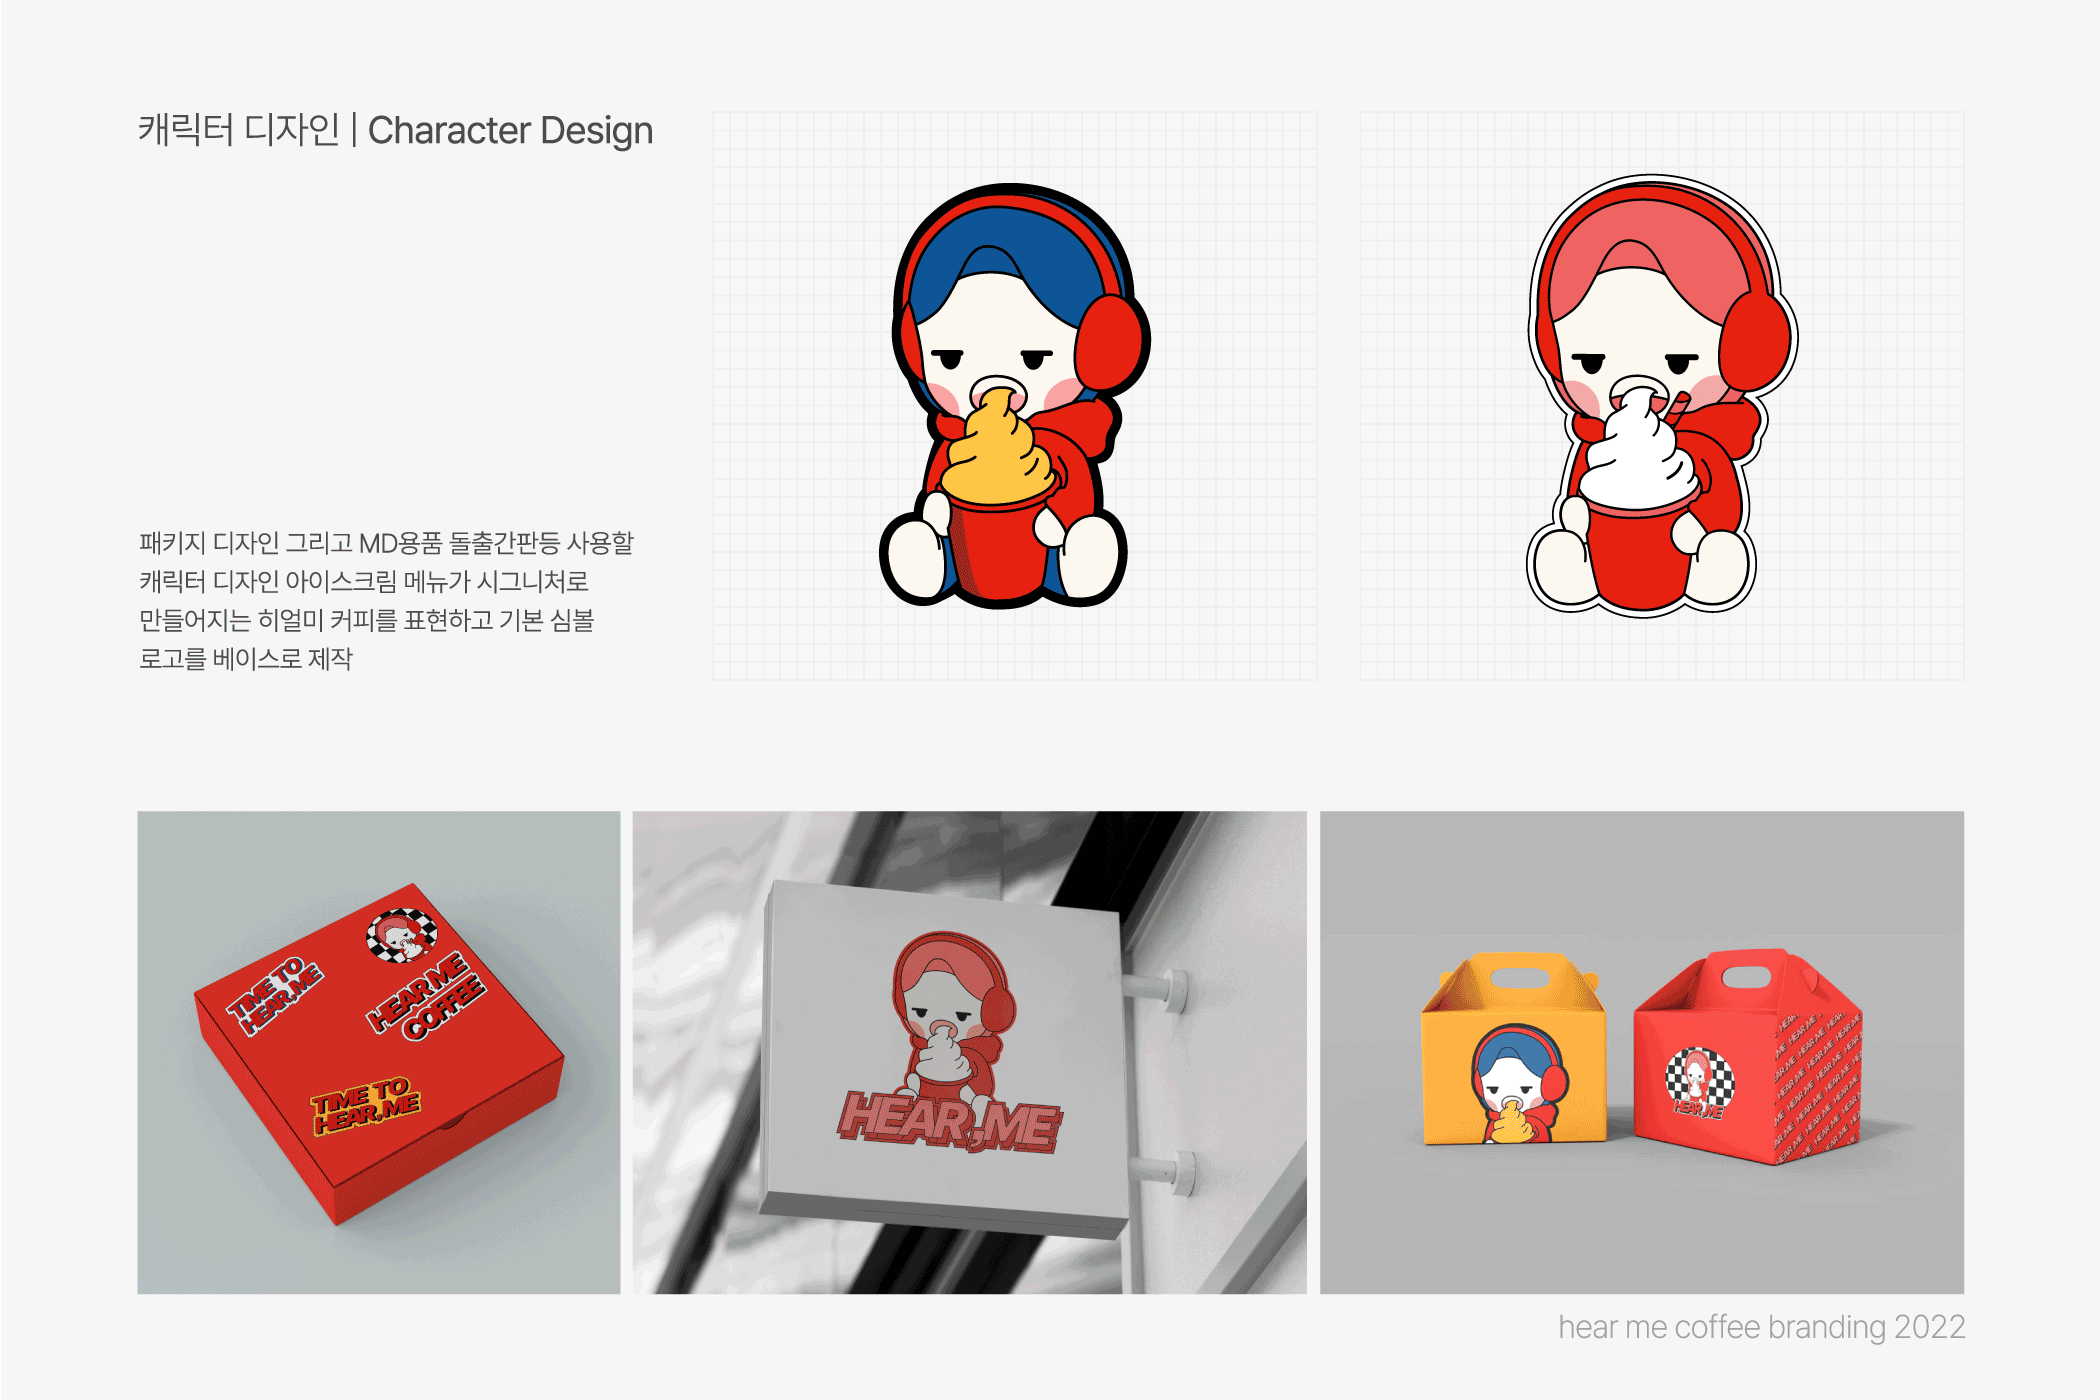 캐릭터 디자인 | Character Design
패키지 디자인 그리고 MD용품 돌출간판등 사용할
캐릭터 디자인 아이스크림 메뉴가 시그니처로
만들어지는 히얼미 커피를 표현하고 기본 심볼
로고를 베이스로 제작
TIME TO
HEAR,ME
HEAR ME
COFFEE
TIME TO
HEAR,ME
HEAR,ME
HEAR,ME
hear me coffee branding 2022